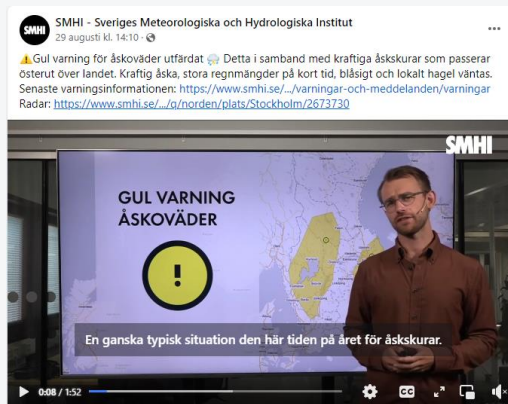 SMHI
SMHI - Sveriges Meteorologiska och Hydrologiska Institut
29 augusti kl. 14:10 ·
⚠Gul varning för åskoväder utfärdat ⛈ Detta i samband med kraftiga åskskurar som passerar
österut över landet. Kraftig åska, stora regnmängder på kort tid, blåsigt och lokalt hagel väntas.
Senaste varningsinformationen: https://www.smhi.se/.../varningar-och-meddelanden/varningar
Radar: https://www.smhi.se/.../q/norden/plats/Stockholm/2673730
SMHI
GUL VARNING
ÅSKOVÄDER
!
En ganska typisk situation den här tiden på året för åskskurar.
0:08 / 1:52
CC